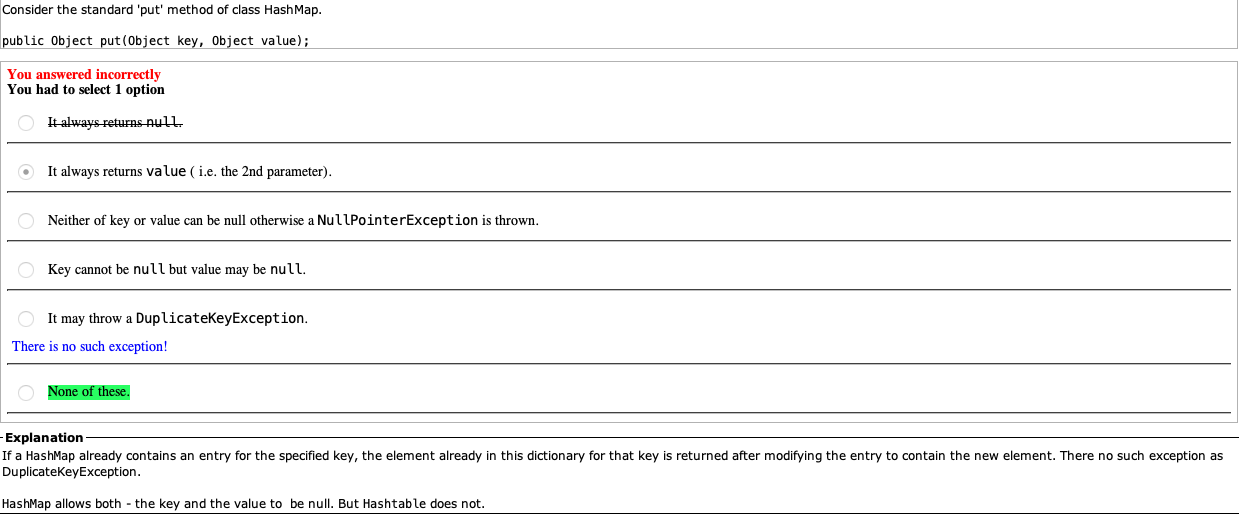 Consider the standard 'put' method of class HashMap.
public Object put(Object key, Object value);
You answered incorrectly
You had to select 1 option
It always returns null.
It always returns value ( i.e. the 2nd parameter).
Neither of key or value can be null otherwise a NullPointerException is thrown.
Key cannot be null but value may be null.
It may throw a DuplicateKeyException.
There is no such exception!
None of these.
Explanation
If a HashMap already contains an entry for the specified key, the element already in this dictionary for that key is returned after modifying the entry to contain the new element. There no such exception as
DuplicateKeyException.
HashMap allows both - the key and the value to  be null. But Hashtable does not.